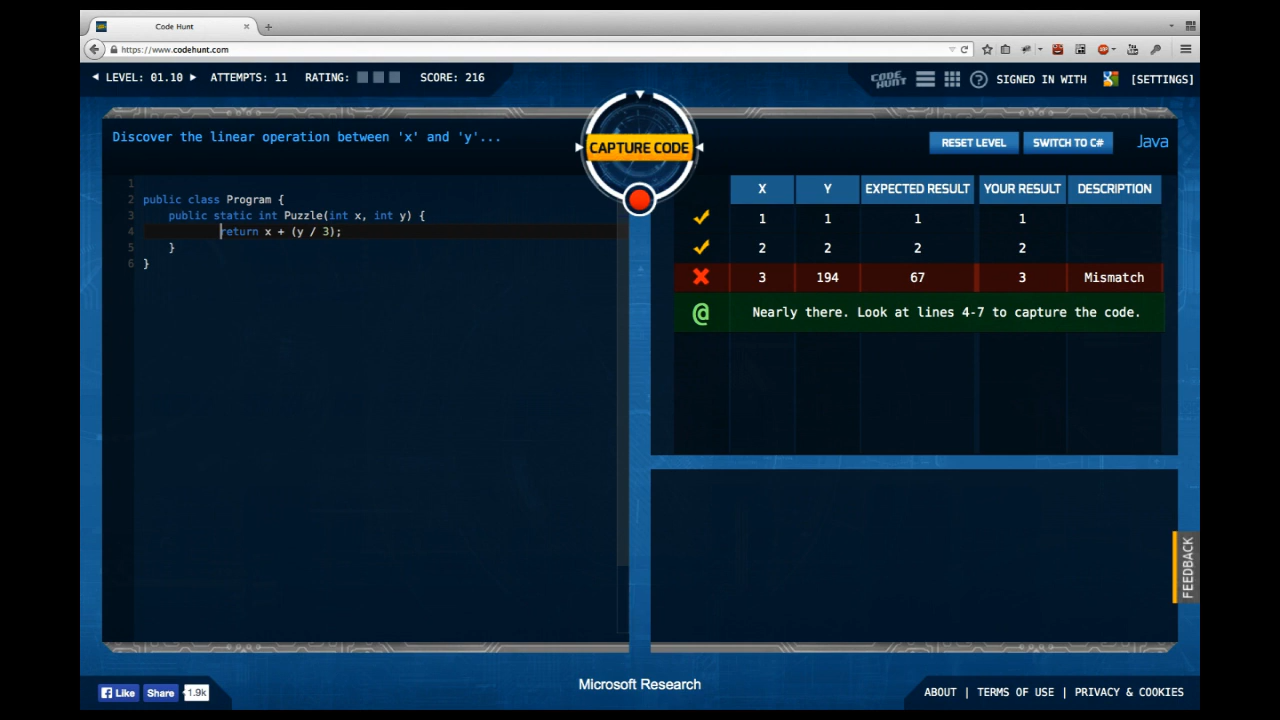 Code Hunt
https://www.codehunt.com
LEVEL: 01.10 ATTEMPTS: 11 RATING: SCORE: 216
CODE HUNT SIGNED IN WITH [SETTINGS]
Discover the linear operation between 'x' and 'y'...
CAPTURE CODE
RESET LEVEL SWITCH TO C# Java
1
2 public class Program {
3 public static int Puzzle(int x, int y) {
4 return x + (y / 3);
5 }
6 }
X Y EXPECTED RESULT YOUR RESULT DESCRIPTION
1 1 1 1
2 2 2 2
3 194 67 3 Mismatch
@ Nearly there. Look at lines 4-7 to capture the code.
FEEDBACK
Like Share 1.9k
Microsoft Research
ABOUT | TERMS OF USE | PRIVACY & COOKIES